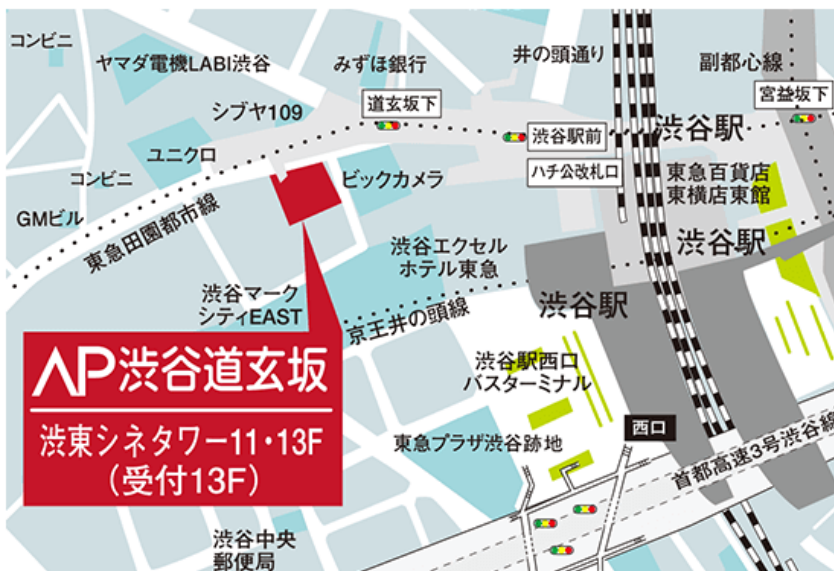 コンビニ
ヤマダ電機LABI渋谷
みずほ銀行
井の頭通り
副都心線
シブヤ109
道玄坂下
宮益坂下
渋谷駅前
渋谷駅
ユニクロ
コンビニ
ビックカメラ
ハチ公改札口
東急百貨店
東横店東館
GMビル
東急田園都市線
渋谷エクセル
ホテル東急
渋谷駅
渋谷マーク
シティEAST
京王井の頭線
渋谷駅
AP渋谷道玄坂
渋東シネタワー11・13F
(受付13F)
渋谷駅西口
バスターミナル
東急プラザ渋谷跡地
西口
首都高速3号渋谷線
渋谷中央
郵便局